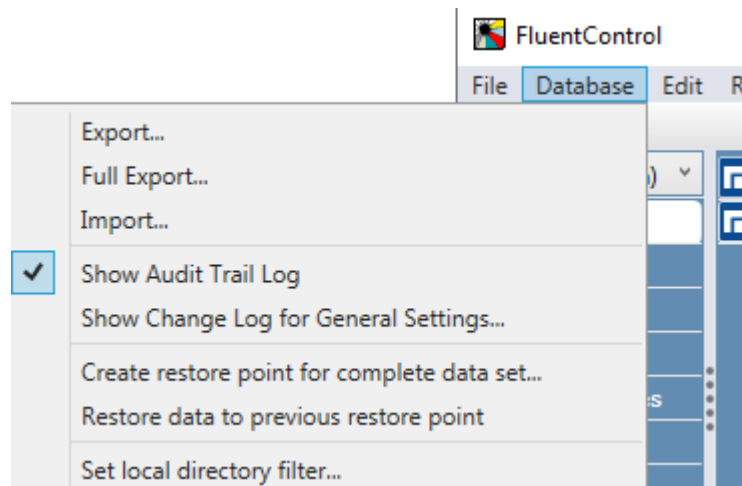 FluentControl
File Database Edit R
Export...
Full Export...
)
Import...
Show Audit Trail Log
Show Change Log for General Settings...
Create restore point for complete data set...
s
Restore data to previous restore point
Set local directory filter...